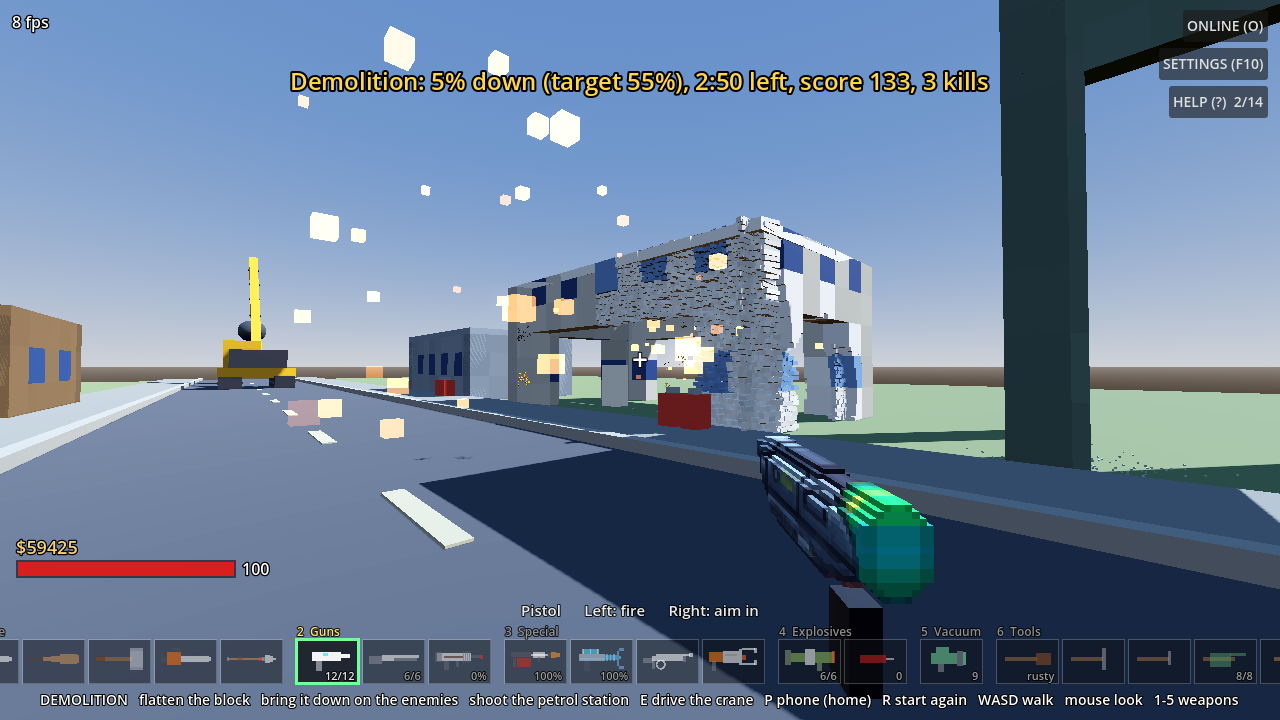 8 fps
ONLINE (O)
SETTINGS (F10)
HELP (?) 2/14
Demolition: 5% down (target 55%), 2:50 left, score 133, 3 kills
$59425
100
Pistol Left: fire Right: aim in
e 2 Guns 3 Special 4 Explosives 5 Vacuum 6 Tools
12/12 6/6 0% 100% 100% 6/6 0 9 rusty 8/8
DEMOLITION flatten the block bring it down on the enemies shoot the petrol station E drive the crane P phone (home) R start again WASD walk mouse look 1-5 weapons